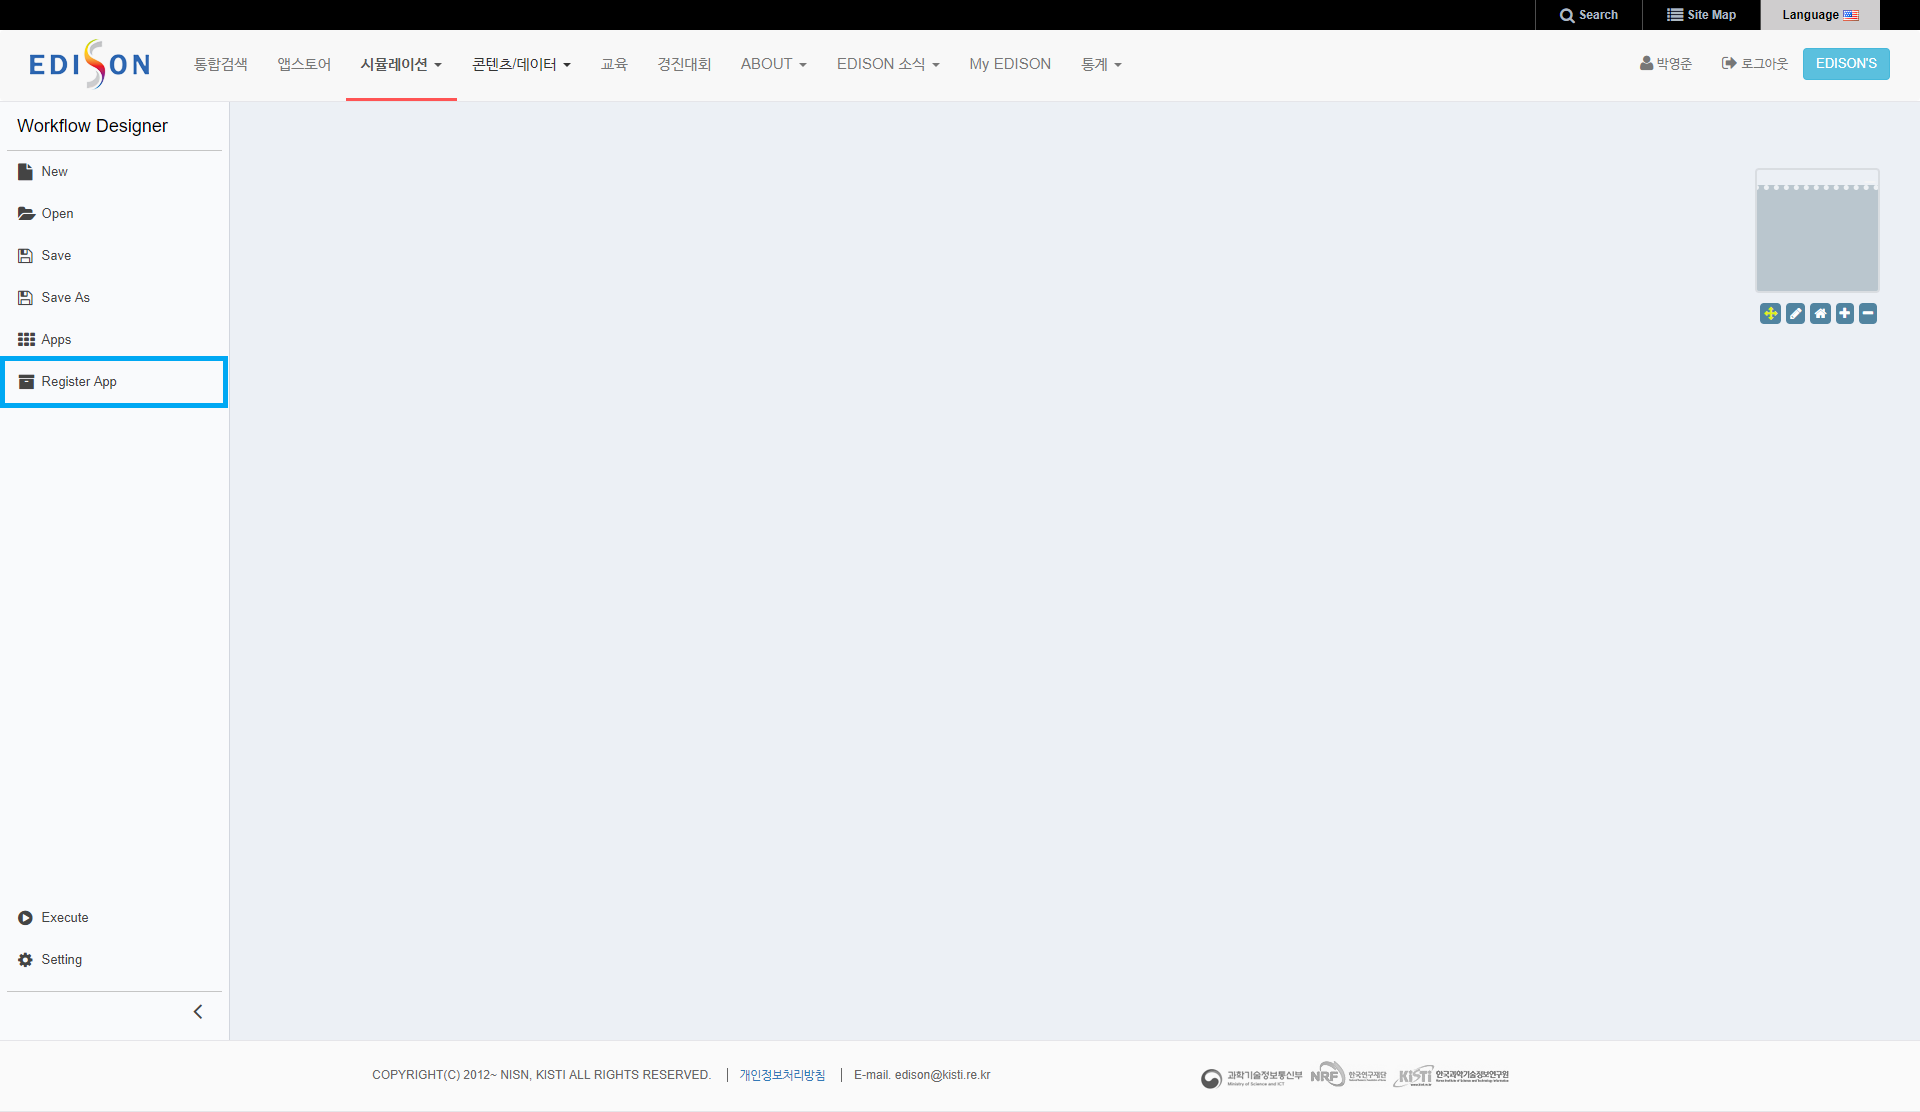 Search
Site Map
Language
EDISON
통합검색
앱스토어
시뮬레이션
콘텐츠/데이터
교육
경진대회
ABOUT
EDISON 소식
My EDISON
통계
박영준
로그아웃
EDISON'S
Workflow Designer
New
Open
Save
Save As
Apps
Register App
Execute
Setting
COPYRIGHT(C) 2012~ NISN, KISTI ALL RIGHTS RESERVED.
개인정보처리방침
E-mail. edison@kisti.re.kr
과학기술정보통신부
Ministry of Science and ICT
NRF 한국연구재단
KISTI 한국과학기술정보연구원